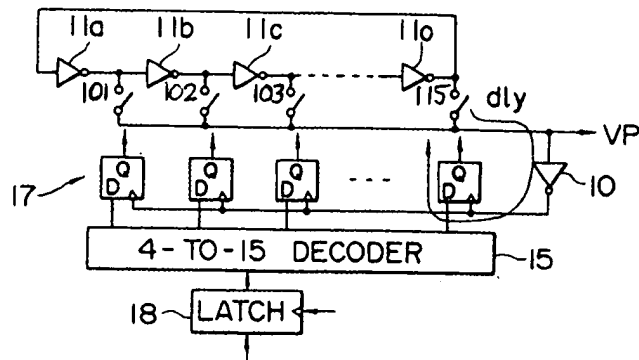 11a 11b 11c 11o
101 102 103 115 dly
VP
17 Q Q Q Q 10
D D D D
4-TO-15 DECODER 15
18 LATCH